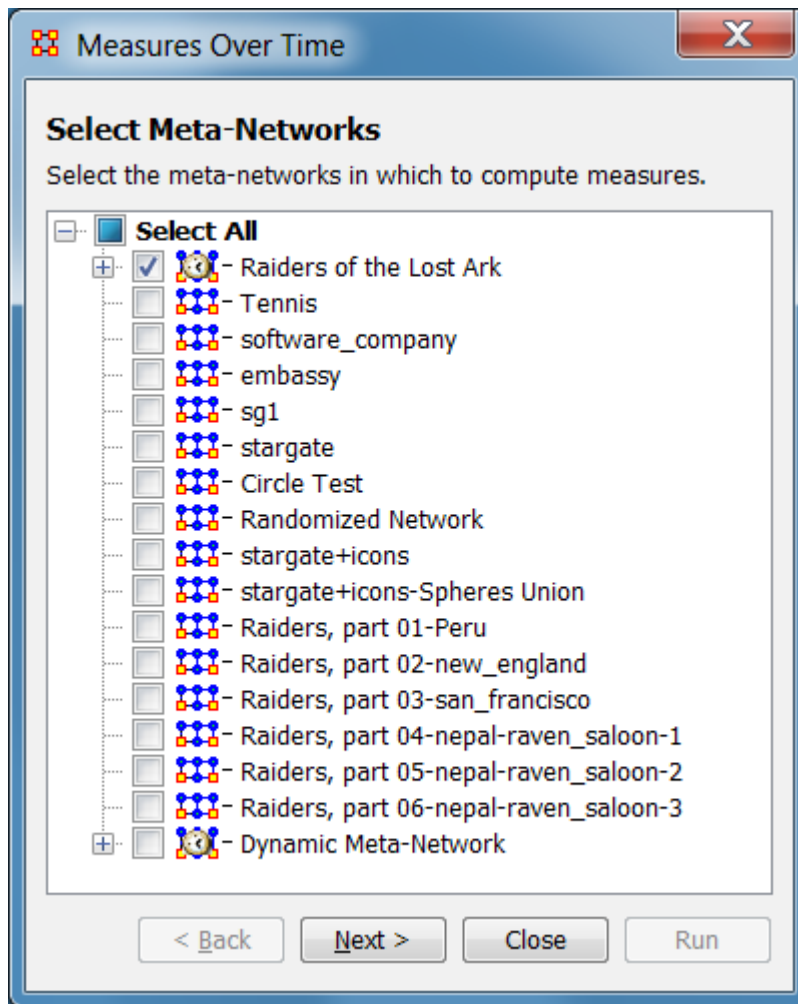 Measures Over Time
Select Meta-Networks
Select the meta-networks in which to compute measures.
Select All
Raiders of the Lost Ark
Tennis
software_company
embassy
sg1
stargate
Circle Test
Randomized Network
stargate+icons
stargate+icons-Spheres Union
Raiders, part 01-Peru
Raiders, part 02-new_england
Raiders, part 03-san_francisco
Raiders, part 04-nepal-raven_saloon-1
Raiders, part 05-nepal-raven_saloon-2
Raiders, part 06-nepal-raven_saloon-3
Dynamic Meta-Network
< Back Next > Close Run